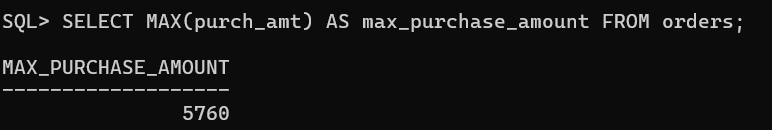 SQL> SELECT MAX(purch_amt) AS max_purchase_amount FROM orders;
MAX_PURCHASE_AMOUNT
-------------------
5760